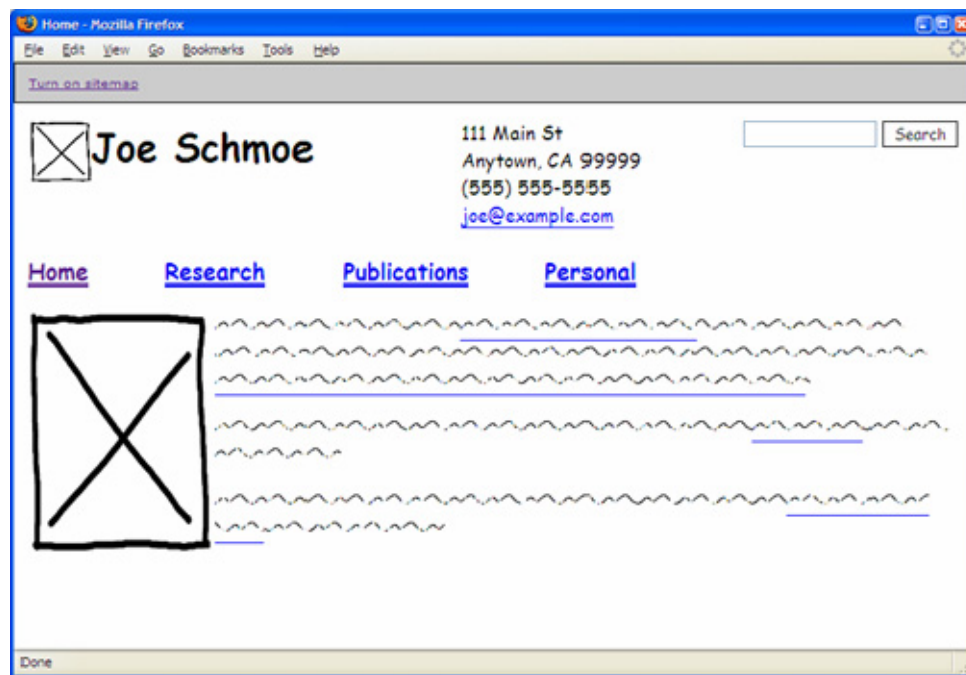 Home - Mozilla Firefox
File Edit View Go Bookmarks Tools Help
Turn on sitemap
Joe Schmoe
111 Main St
Anytown, CA 99999
(555) 555-5555
joe@example.com
Search
Home Research Publications Personal
Done